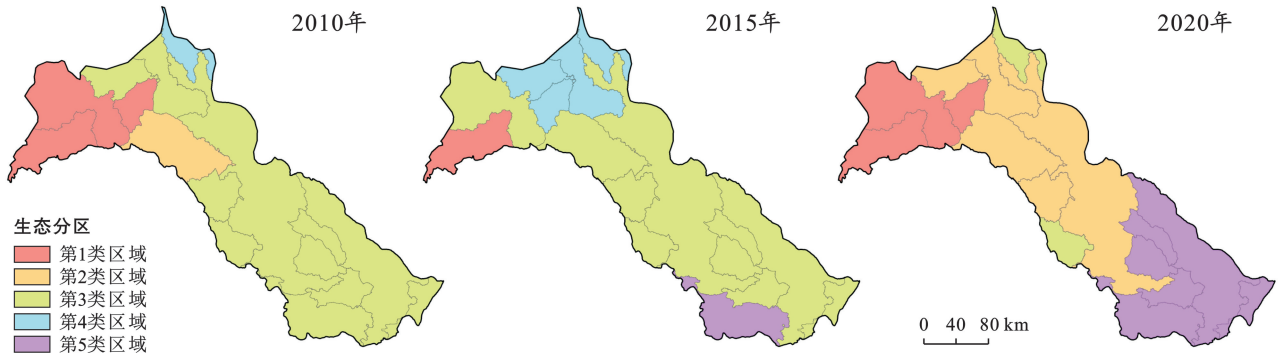 2010年
2015年
2020年
生态分区
第1类区域
第2类区域
第3类区域
第4类区域
第5类区域
0 40 80 km